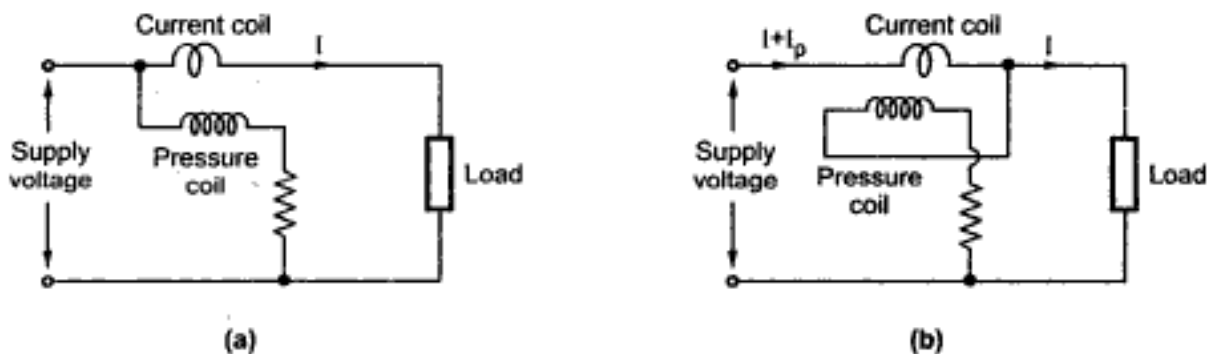 Current coil
I
Supply
voltage
Pressure
coil
Load
(a)
I+Ip
Current coil
I
Supply
voltage
Pressure
coil
Load
(b)